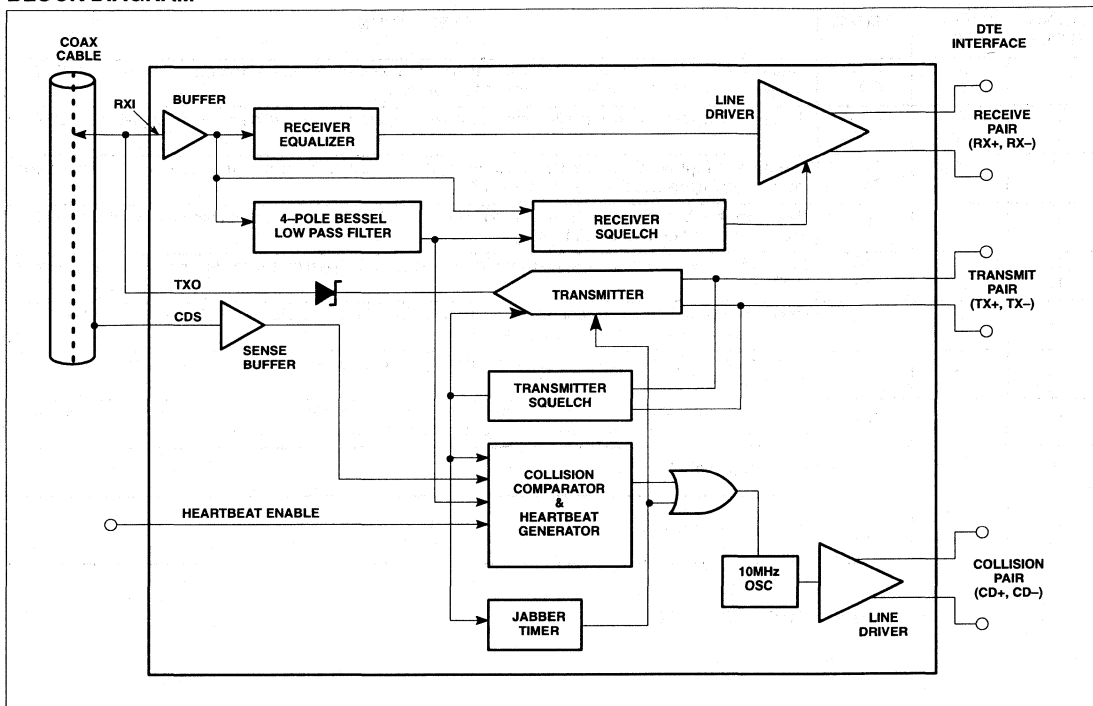 COAX
CABLE
DTE
INTERFACE
RXI
BUFFER
RECEIVER
EQUALIZER
LINE
DRIVER
RECEIVE
PAIR
(RX+, RX–)
4–POLE BESSEL
LOW PASS FILTER
RECEIVER
SQUELCH
TXO
TRANSMITTER
TRANSMIT
PAIR
(TX+, TX–)
CDS
SENSE
BUFFER
TRANSMITTER
SQUELCH
COLLISION
COMPARATOR
&
HEARTBEAT
GENERATOR
HEARTBEAT ENABLE
10MHz
OSC
LINE
DRIVER
COLLISION
PAIR
(CD+, CD–)
JABBER
TIMER